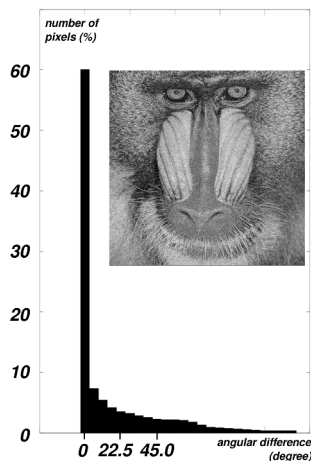 number of
pixels (%)
60
50
40
30
20
10
0
0 22.5 45.0
angular difference
(degree)